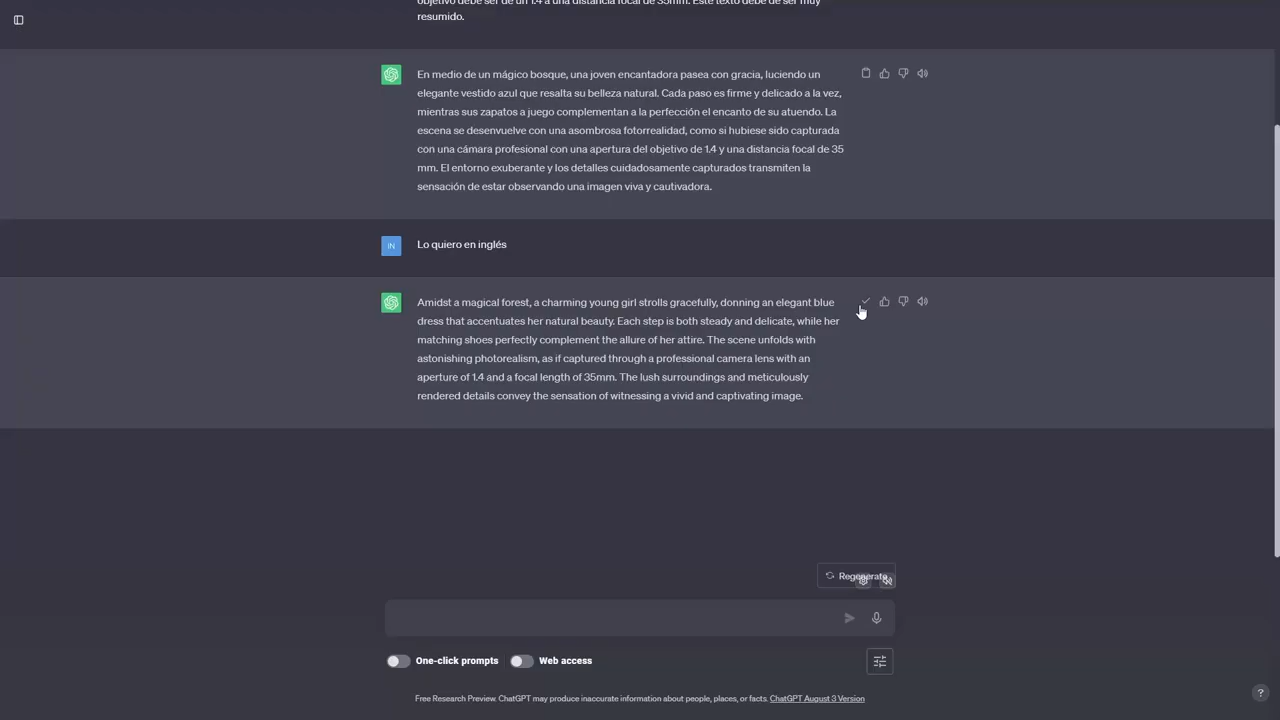 objetivo debe ser de un 1.4 a una distancia focal de 35mm. Este texto debe de ser muy
resumido.
En medio de un mágico bosque, una joven encantadora pasea con gracia, luciendo un
elegante vestido azul que resalta su belleza natural. Cada paso es firme y delicado a la vez,
mientras sus zapatos a juego complementan a la perfección el encanto de su atuendo. La
escena se desenvuelve con una asombrosa fotorrealidad, como si hubiese sido capturada
con una cámara profesional con una apertura del objetivo de 1.4 y una distancia focal de 35
mm. El entorno exuberante y los detalles cuidadosamente capturados transmiten la
sensación de estar observando una imagen viva y cautivadora.
IN
Lo quiero en inglés
Amidst a magical forest, a charming young girl strolls gracefully, donning an elegant blue
dress that accentuates her natural beauty. Each step is both steady and delicate, while her
matching shoes perfectly complement the allure of her attire. The scene unfolds with
astonishing photorealism, as if captured through a professional camera lens with an
aperture of 1.4 and a focal length of 35mm. The lush surroundings and meticulously
rendered details convey the sensation of witnessing a vivid and captivating image.
Regenerate
One-click prompts
Web access
Free Research Preview. ChatGPT may produce inaccurate information about people, places, or facts. ChatGPT August 3 Version
?